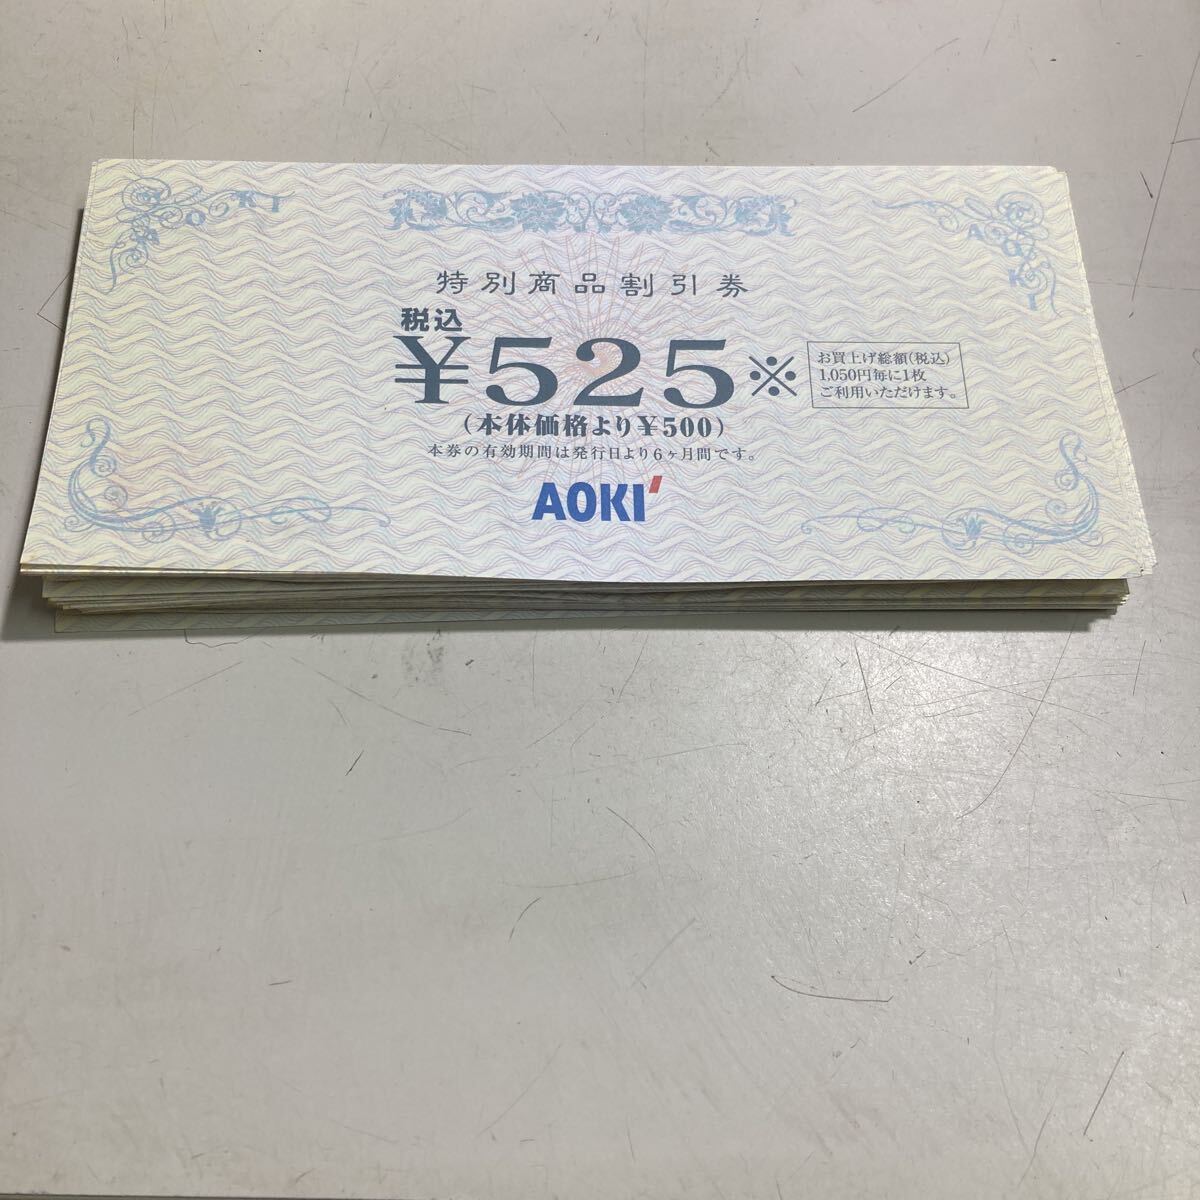 AOKI
AOKI
特別商品割引券
税込
¥525※
お買上げ総額(税込)
1,050円毎に1枚
ご利用いただけます。
(本体価格より¥500)
本券の有効期間は発行日より6ヶ月間です。
AOKI